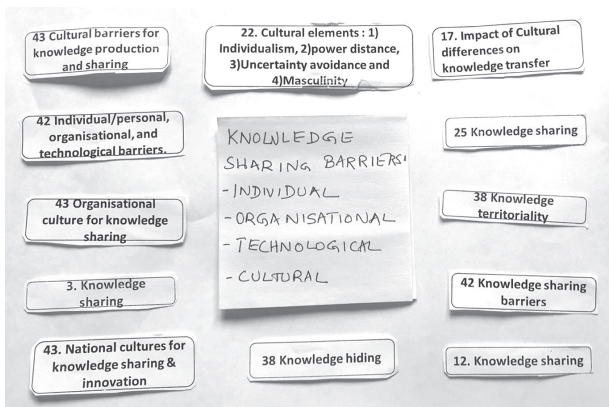 43 Cultural barriers for
knowledge production
and sharing
22. Cultural elements : 1)
Individualism, 2)power distance,
3)Uncertainty avoidance and
4)Masculinity
17. Impact of Cultural
differences on
knowledge transfer
42 Individual/personal,
organisational, and
technological barriers.
KNOWLEDGE
SHARING BARRIERS:
-INDIVIDUAL
-ORGANISATIONAL
- TECHNOLOGICAL
- CULTURAL
25 Knowledge sharing
43 Organisational
culture for knowledge
sharing
38 Knowledge
territoriality
3. Knowledge
sharing
42 Knowledge sharing
barriers
43. National cultures for
knowledge sharing &
innovation
38 Knowledge hiding
12. Knowledge sharing